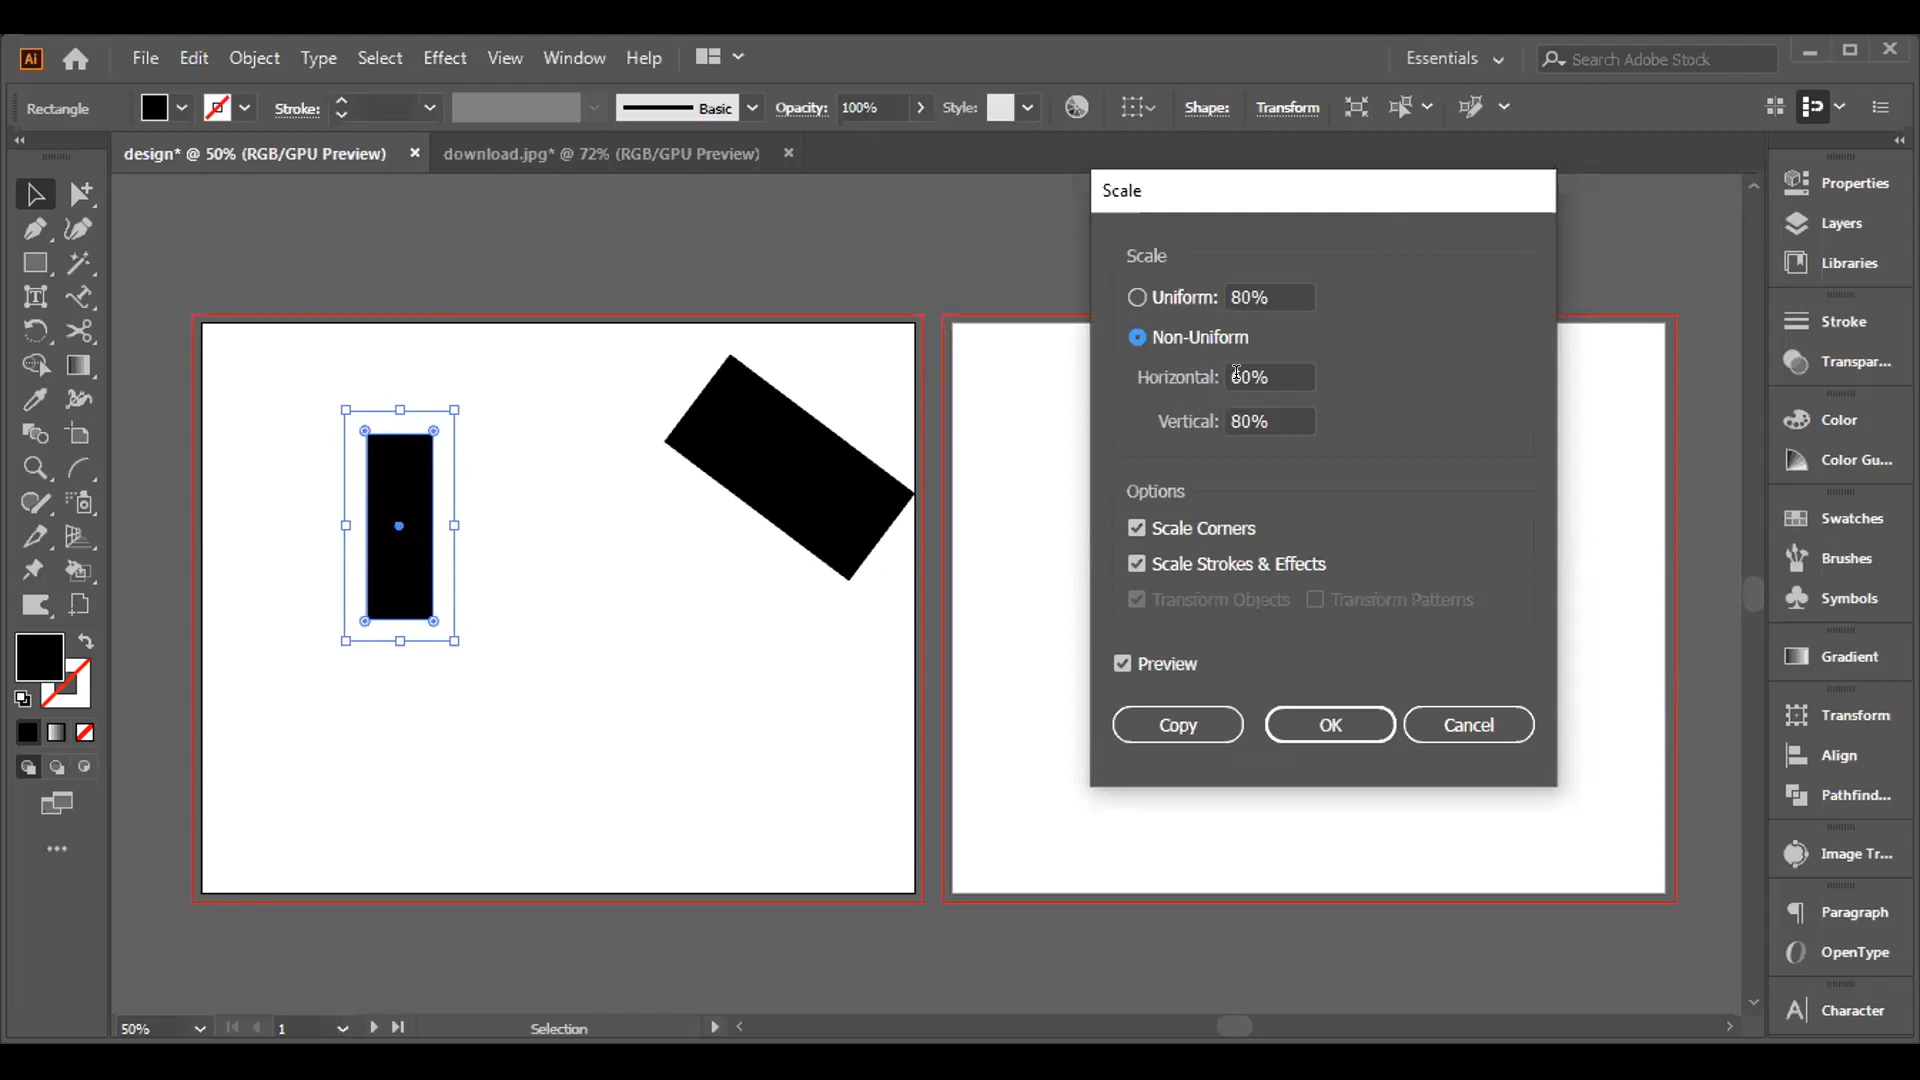 Ai File Edit Object Type Select Effect View Window Help Essentials Search Adobe Stock
Rectangle Stroke: Basic Opacity: 100% Style: Shape: Transform
design* @ 50% (RGB/GPU Preview) × download.jpg* @ 72% (RGB/GPU Preview) ×
Scale
Scale
Uniform: 80%
Non-Uniform
Horizontal: 60%
Vertical: 80%
Options
Scale Corners
Scale Strokes & Effects
Transform Objects Transform Patterns
Preview
Copy OK Cancel
Properties
Layers
Libraries
Stroke
Transpar...
Color
Color Gu...
Swatches
Brushes
Symbols
Gradient
Transform
Align
Pathfind...
Image Tr...
Paragraph
OpenType
Character
50% 1 Selection